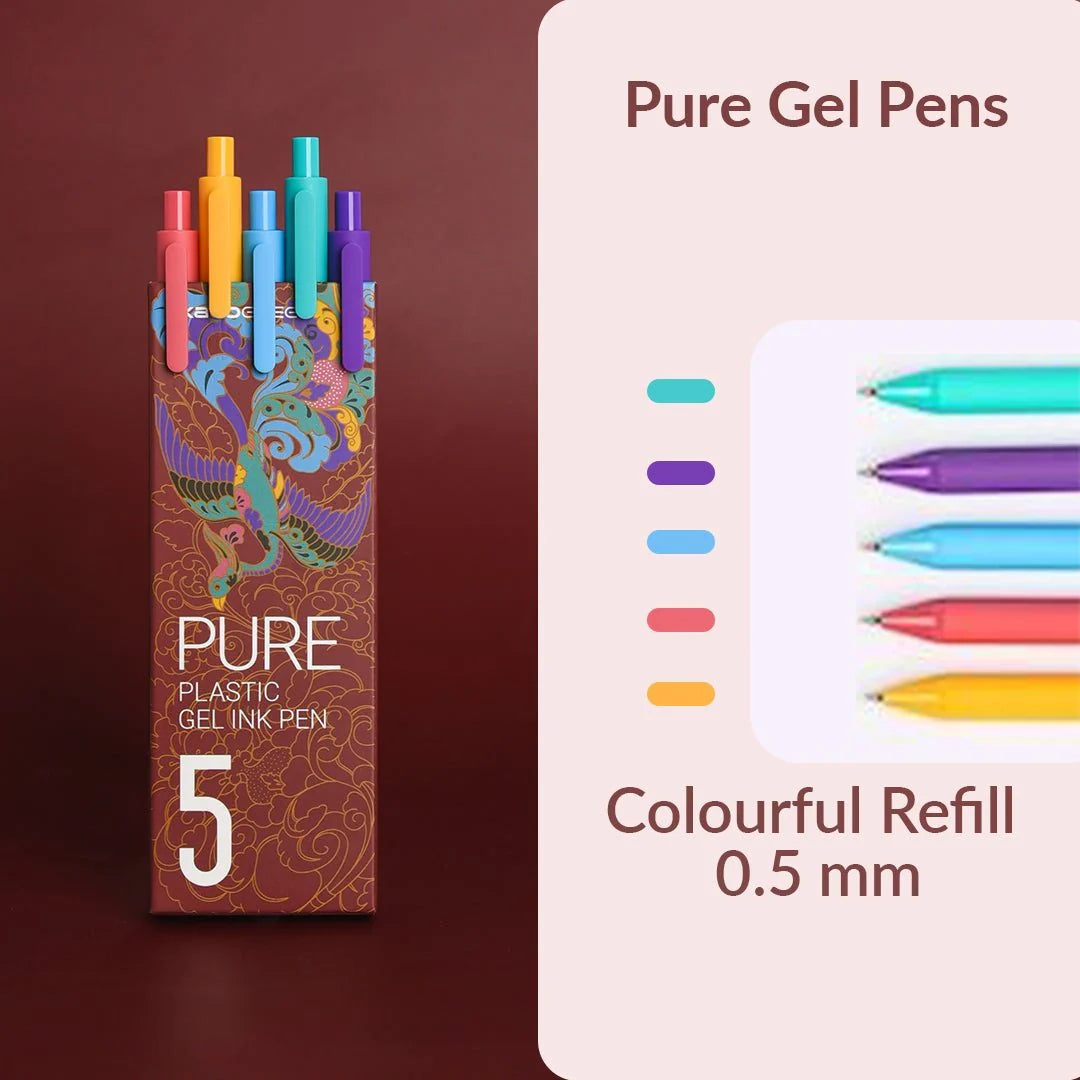 PURE
PLASTIC
GEL INK PEN
5
Pure Gel Pens
Colourful Refill
0.5 mm